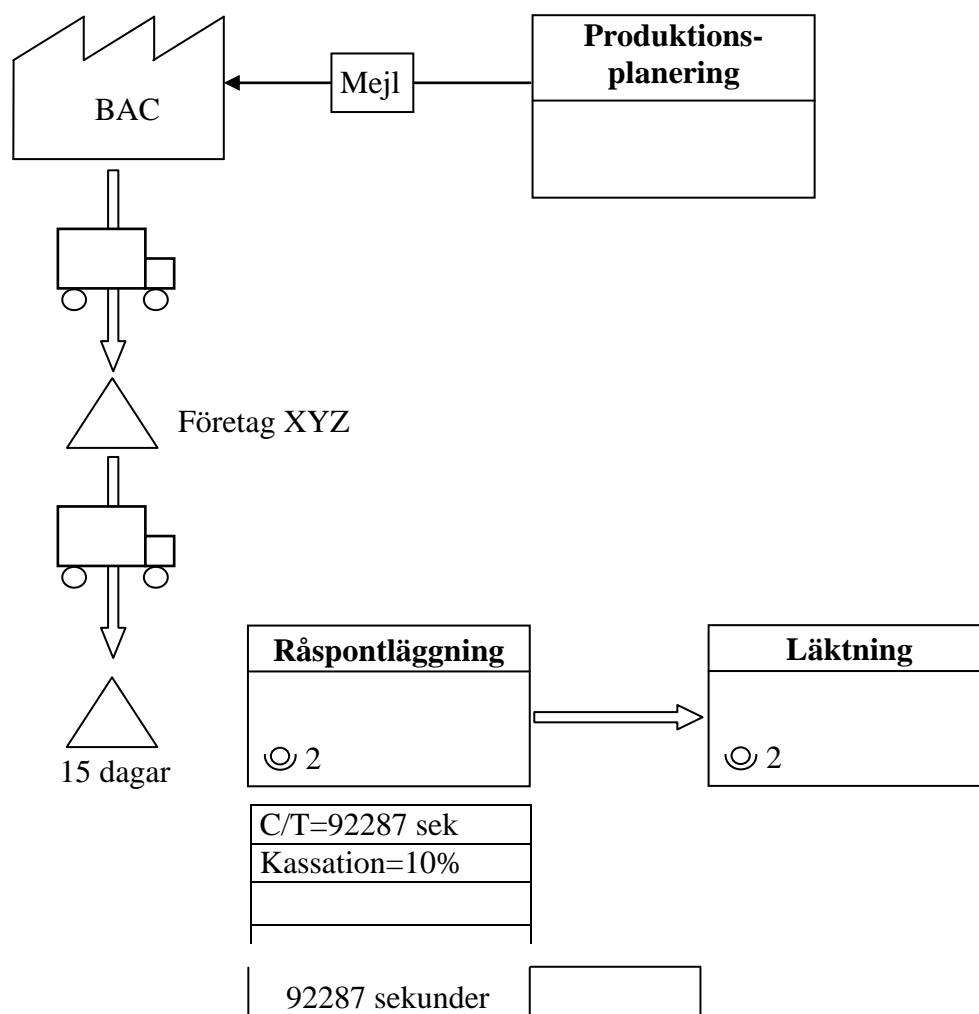 Produktions-
planering
Mejl
BAC
Företag XYZ
Råspontläggning
Läktning
2
2
15 dagar
C/T=92287 sek
Kassation=10%
92287 sekunder